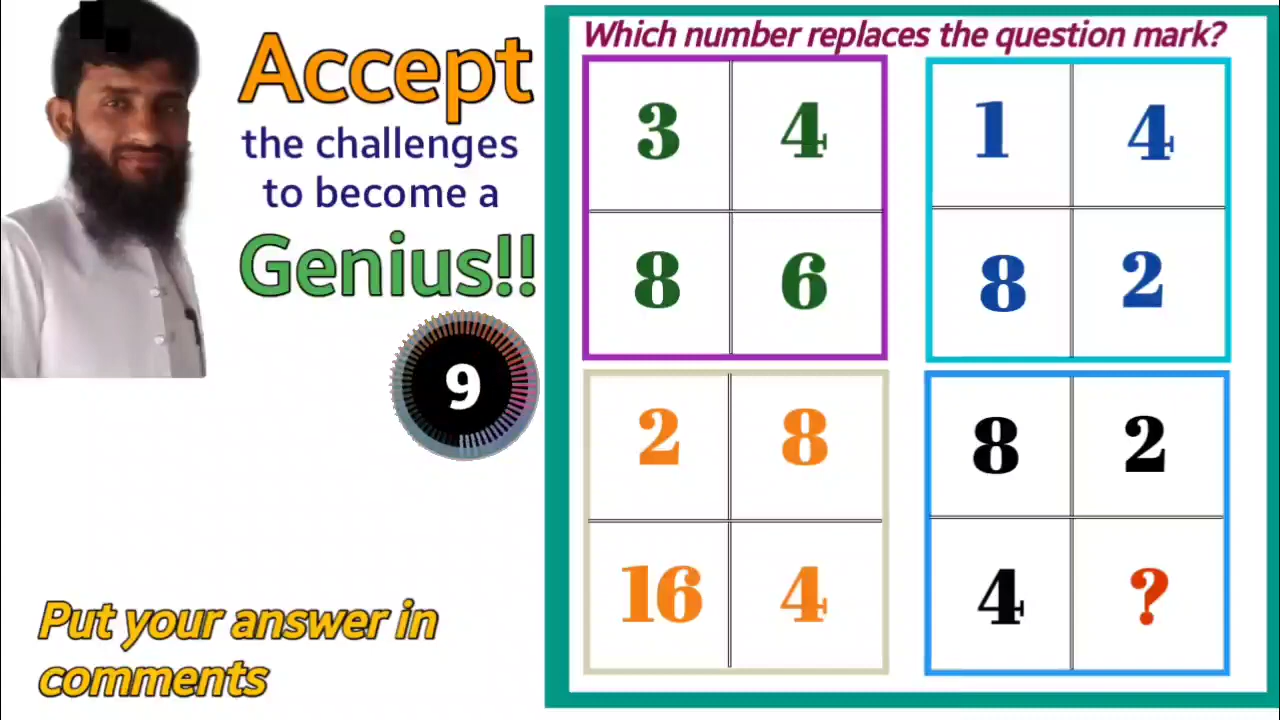 Accept
the challenges
to become a
Genius!!
9
Put your answer in
comments
Which number replaces the question mark?
3 4
8 6
1 4
8 2
2 8
16 4
8 2
4 ?